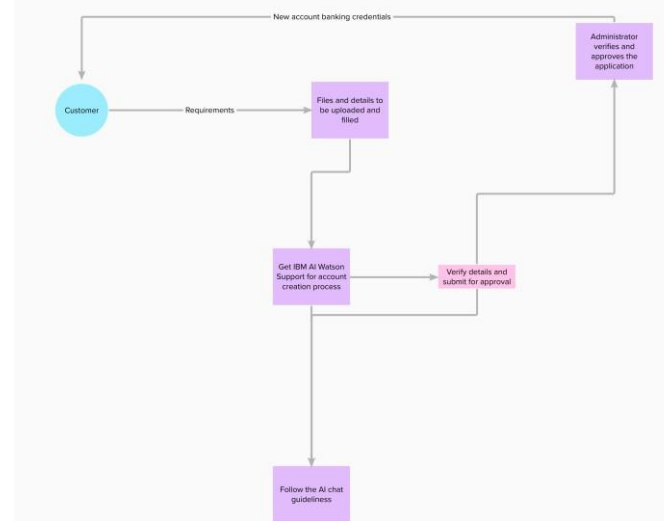 New account banking credentials
Administrator
verifies and
approves the
application
Customer
Requirements
Files and details to
be uploaded and
filled
Get IBM AI Watson
Support for account
creation process
Verify details and
submit for approval
Follow the AI chat
guideliness